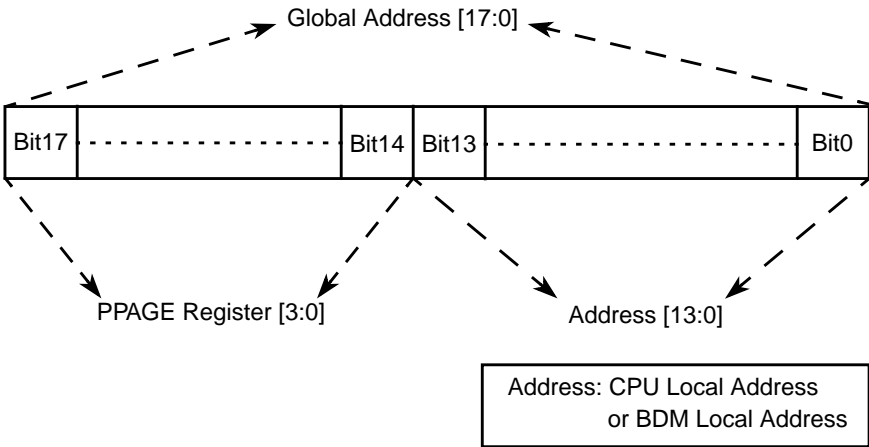 Global Address [17:0]
Bit17 Bit14 Bit13 Bit0
PPAGE Register [3:0]
Address [13:0]
Address: CPU Local Address
or BDM Local Address